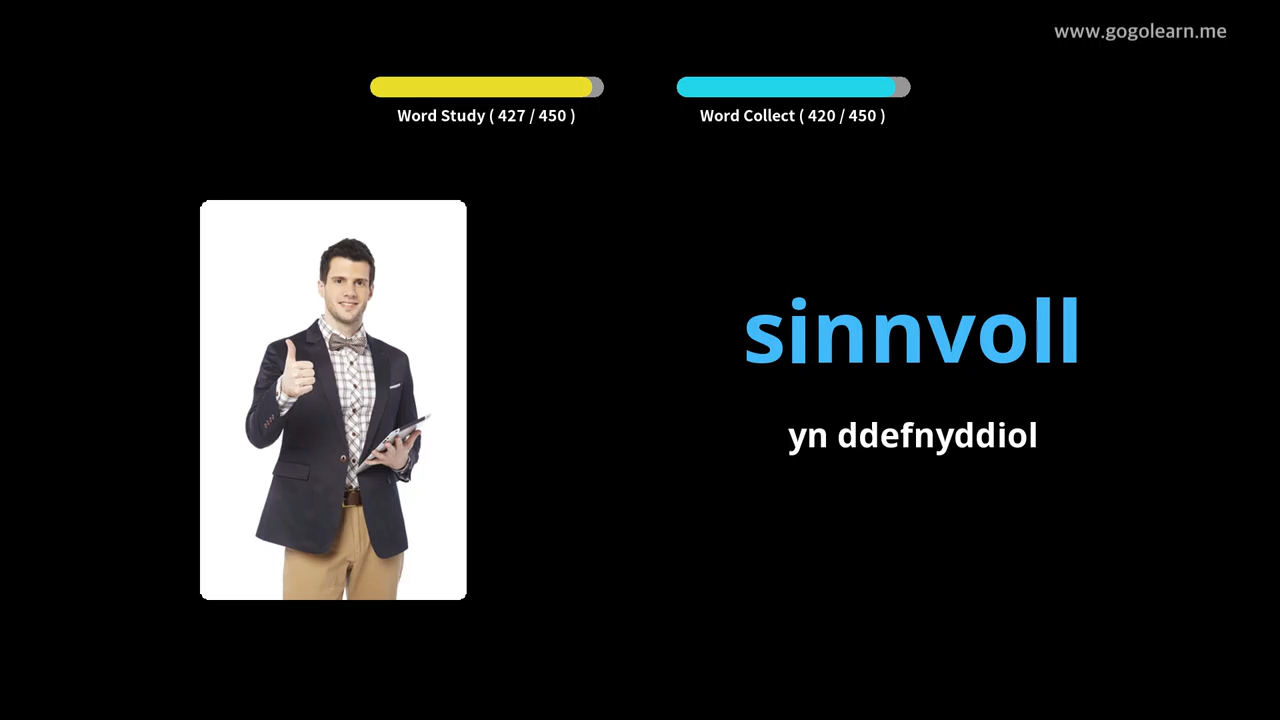 www.gogolearn.me
Word Study ( 427 / 450 )
Word Collect ( 420 / 450 )
sinnvoll
yn ddefnyddiol